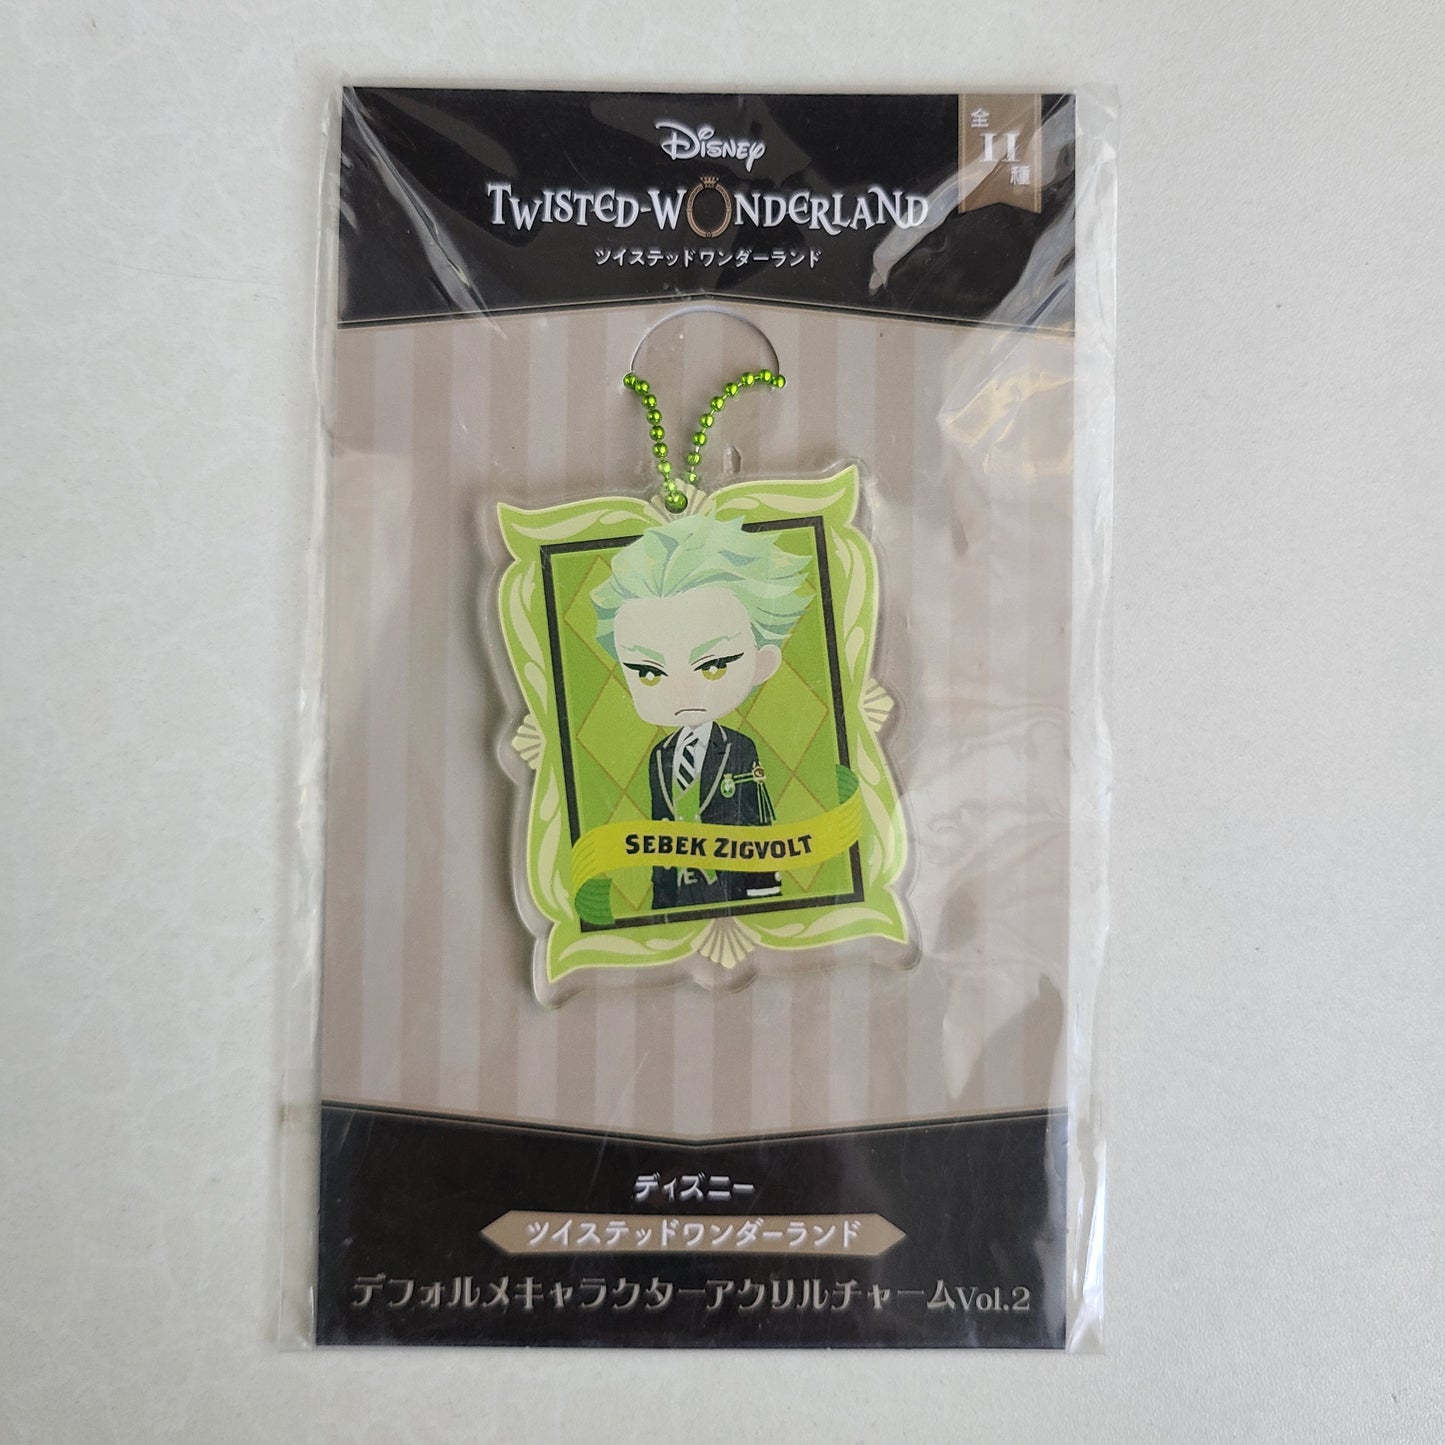 Disney
TWISTED-WONDERLAND
ツイステッドワンダーランド
全
11
種
SEBEK ZIGVOLT
ディズニー
ツイステッドワンダーランド
デフォルメキャラクターアクリルチャームVol.2